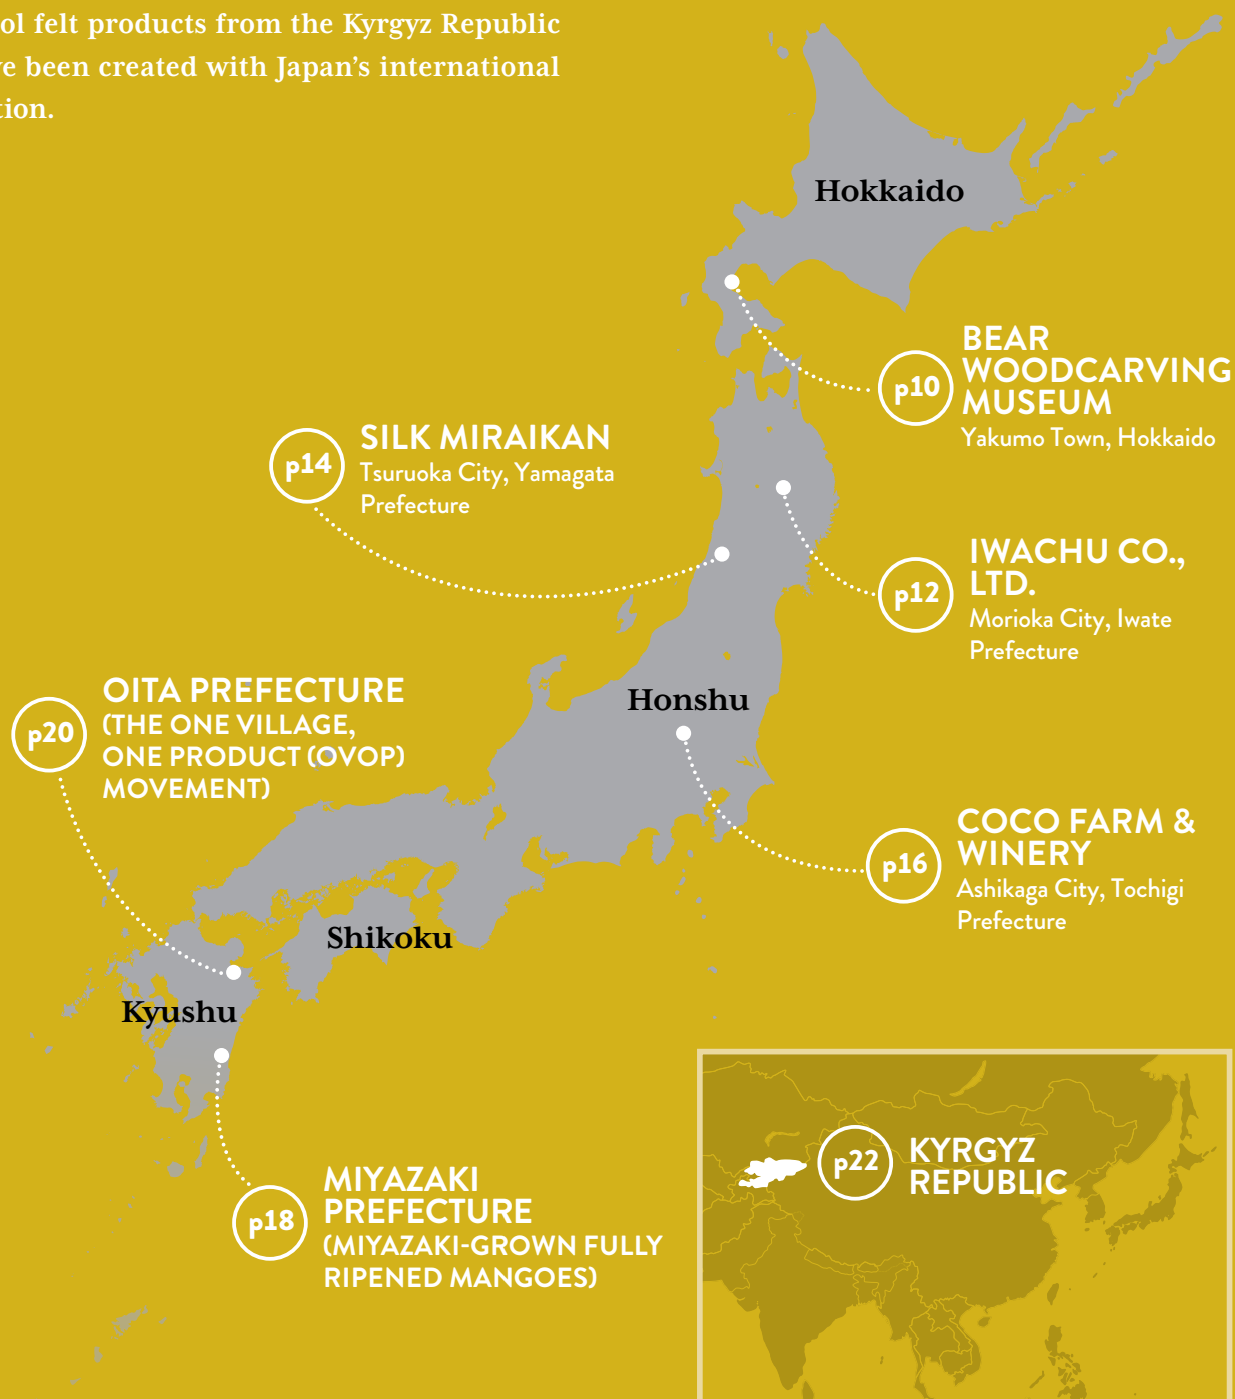 ol felt products from the Kyrgyz Republic
e been created with Japan's international
tion.
Hokkaido
p10
BEAR
WOODCARVING
MUSEUM
Yakumo Town, Hokkaido
p14
SILK MIRAIKAN
Tsuruoka City, Yamagata
Prefecture
p12
IWACHU CO.,
LTD.
Morioka City, Iwate
Prefecture
p20
OITA PREFECTURE
(THE ONE VILLAGE,
ONE PRODUCT (OVOP)
MOVEMENT)
Honshu
p16
COCO FARM &
WINERY
Ashikaga City, Tochigi
Prefecture
Shikoku
Kyushu
p18
MIYAZAKI
PREFECTURE
(MIYAZAKI-GROWN FULLY
RIPENED MANGOES)
p22
KYRGYZ
REPUBLIC